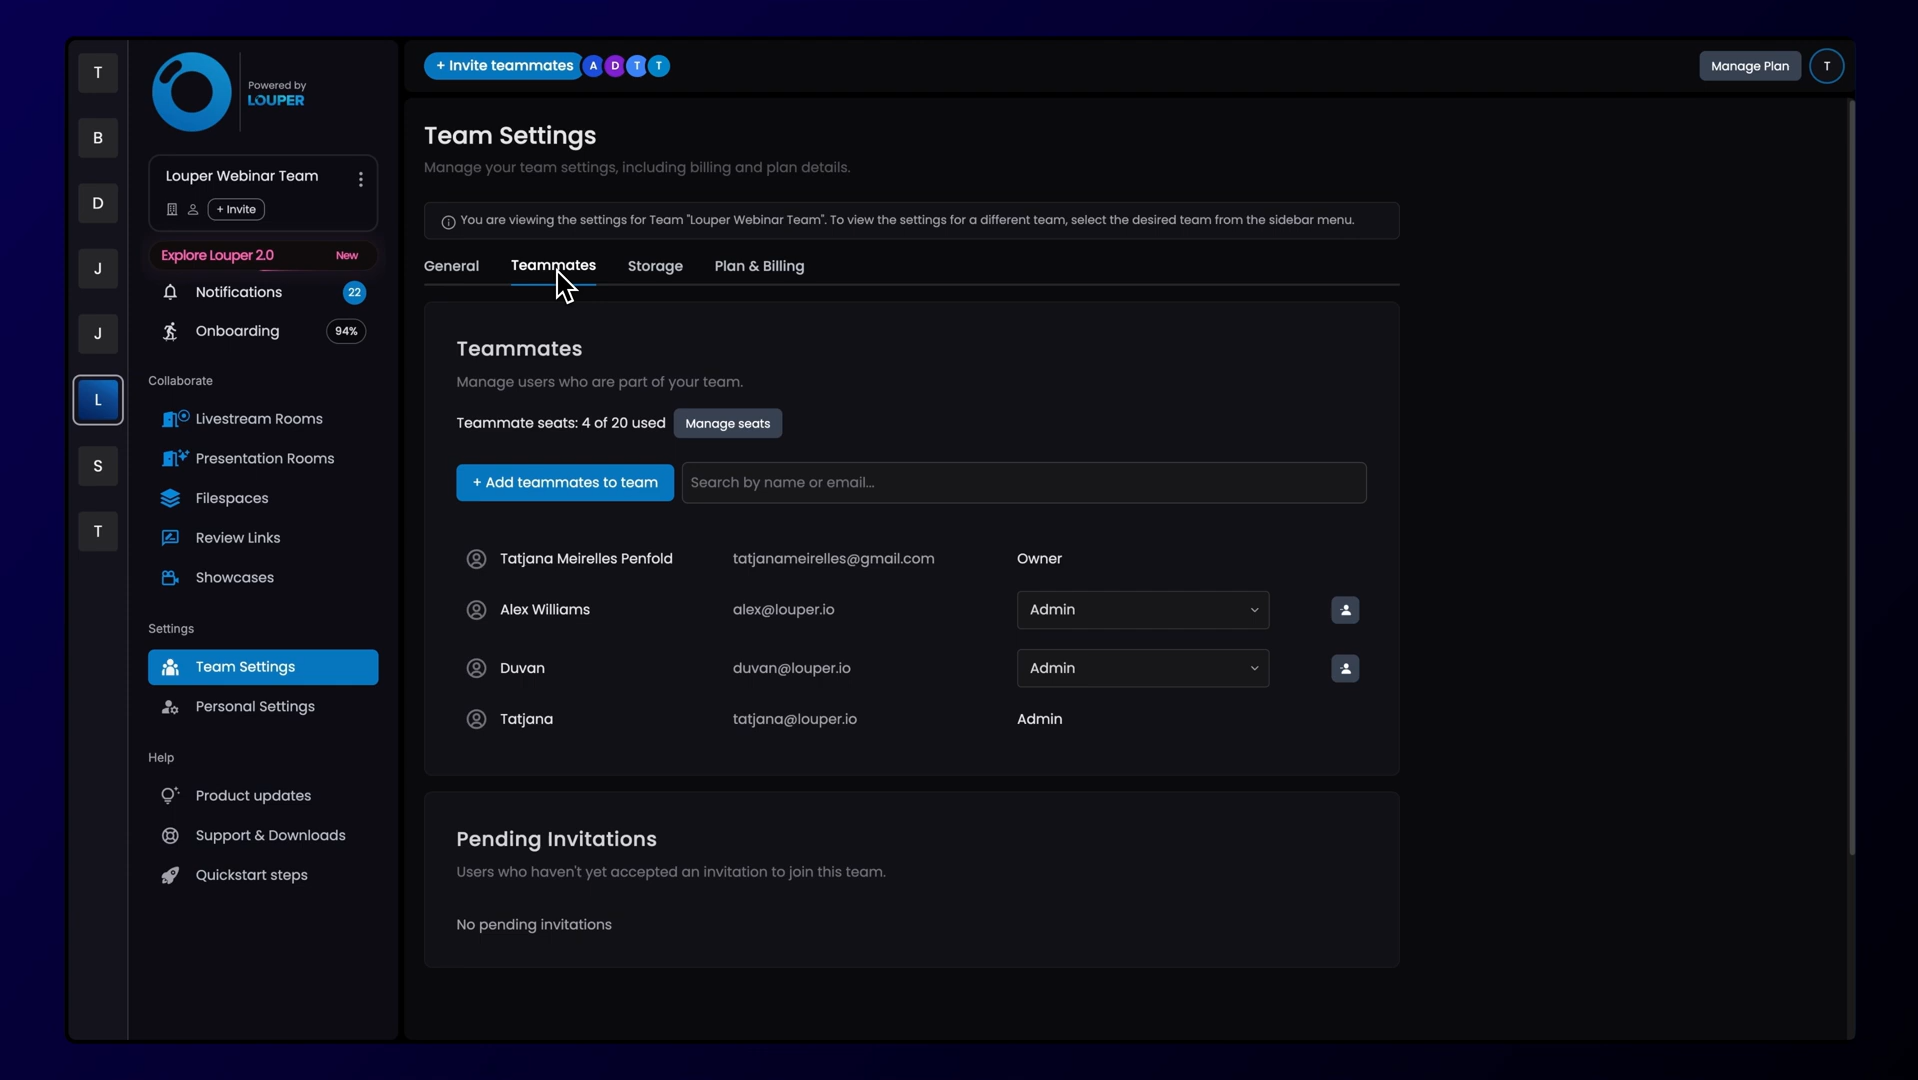 T
B
D
J
J
L
S
T
Powered by
LOUPER
Louper Webinar Team
+ Invite
Explore Louper 2.0 New
Notifications 22
Onboarding 94%
Collaborate
Livestream Rooms
Presentation Rooms
Filespaces
Review Links
Showcases
Settings
Team Settings
Personal Settings
Help
Product updates
Support & Downloads
Quickstart steps
+ Invite teammates A D T T
Manage Plan T
Team Settings
Manage your team settings, including billing and plan details.
You are viewing the settings for Team "Louper Webinar Team". To view the settings for a different team, select the desired team from the sidebar menu.
General Teammates Storage Plan & Billing
Teammates
Manage users who are part of your team.
Teammate seats: 4 of 20 used Manage seats
+ Add teammates to team Search by name or email...
Tatjana Meirelles Penfold tatjanameirelles@gmail.com Owner
Alex Williams alex@louper.io Admin
Duvan duvan@louper.io Admin
Tatjana tatjana@louper.io Admin
Pending Invitations
Users who haven't yet accepted an invitation to join this team.
No pending invitations